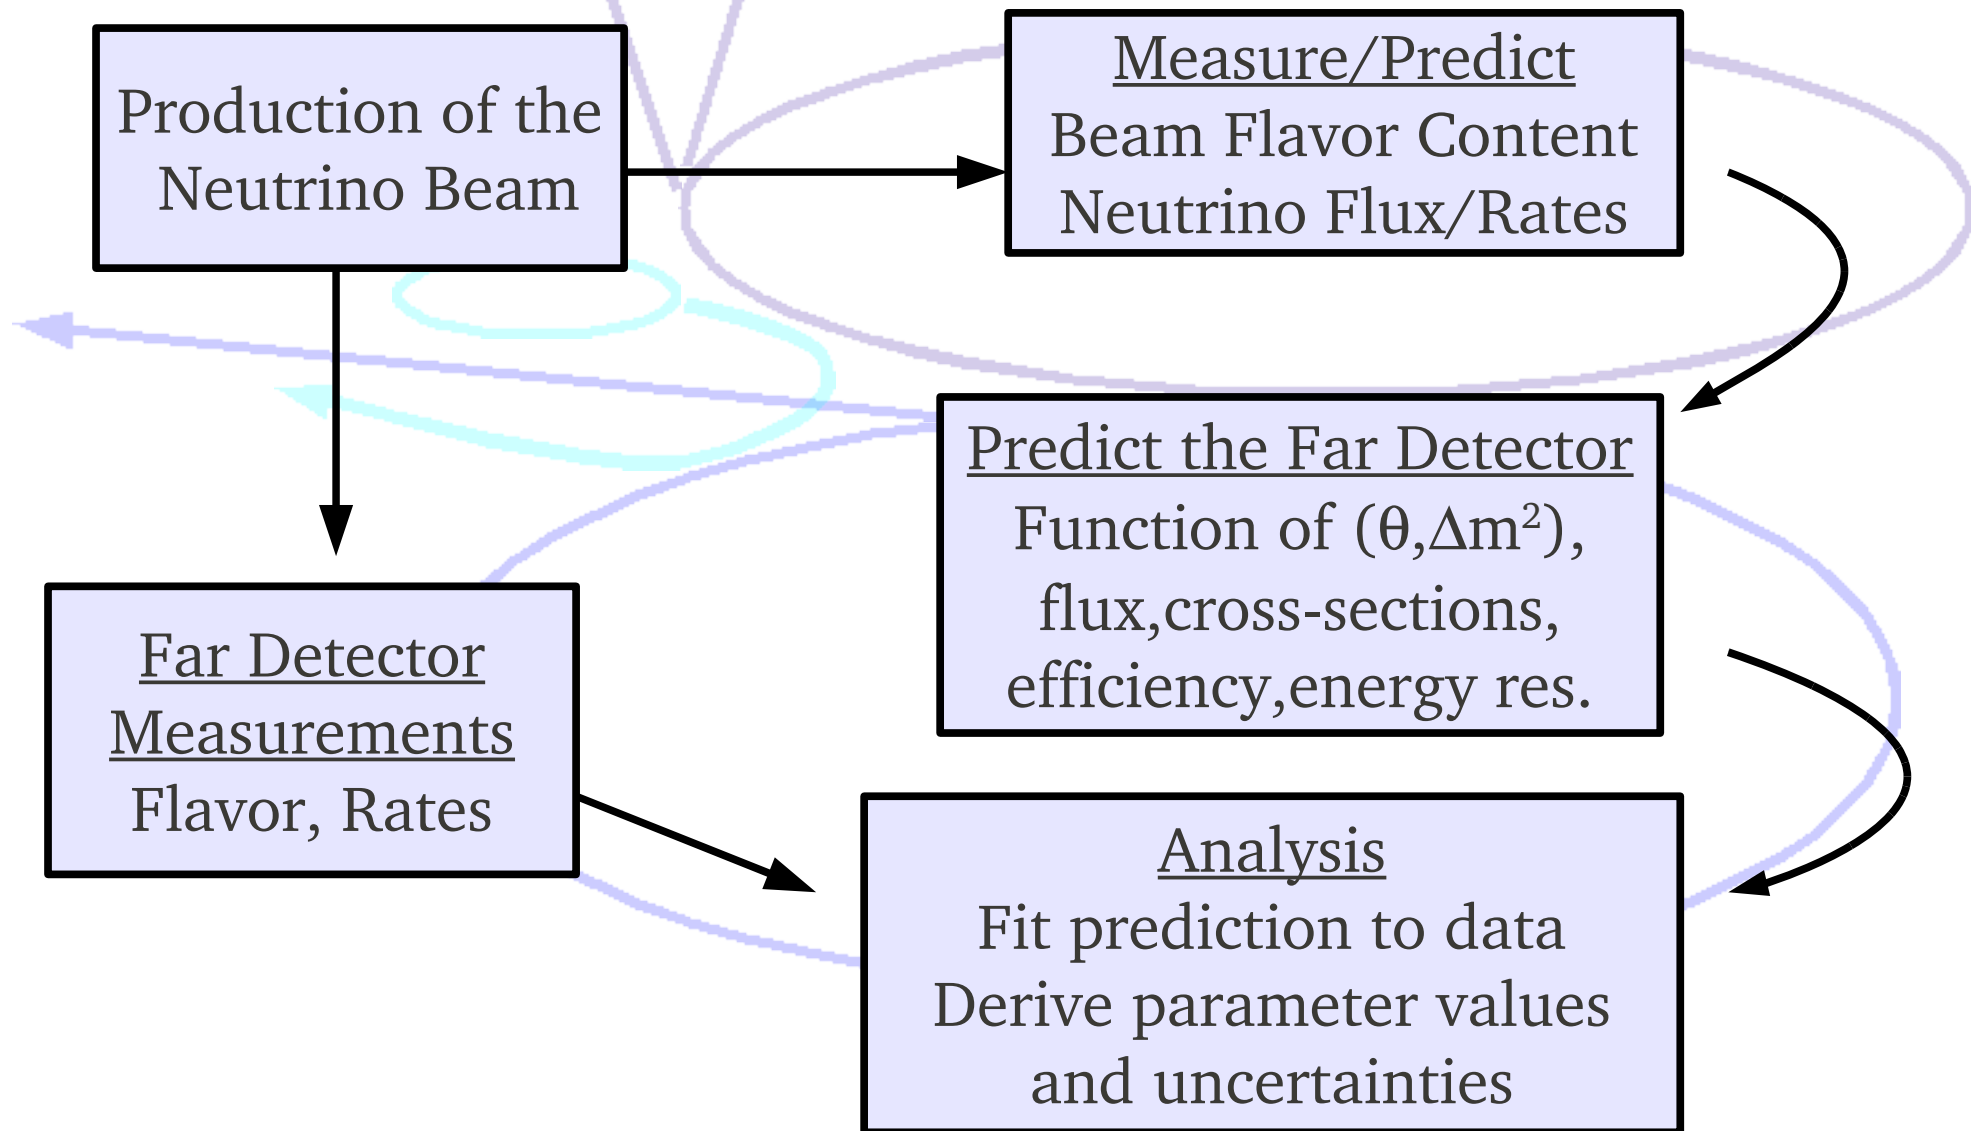 Production of the
Neutrino Beam
Measure/Predict
Beam Flavor Content
Neutrino Flux/Rates
Predict the Far Detector
Function of (θ,Δm²),
flux,cross-sections,
efficiency,energy res.
Far Detector
Measurements
Flavor, Rates
Analysis
Fit prediction to data
Derive parameter values
and uncertainties